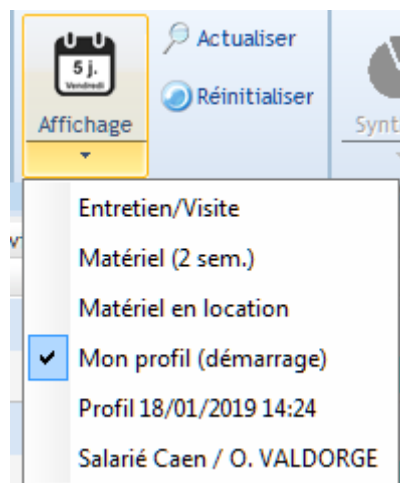 5 j.
Vendredi
Affichage
Actualiser
Réinitialiser
Entretien/Visite
Matériel (2 sem.)
Matériel en location
Mon profil (démarrage)
Profil 18/01/2019 14:24
Salarié Caen / O. VALDORGE